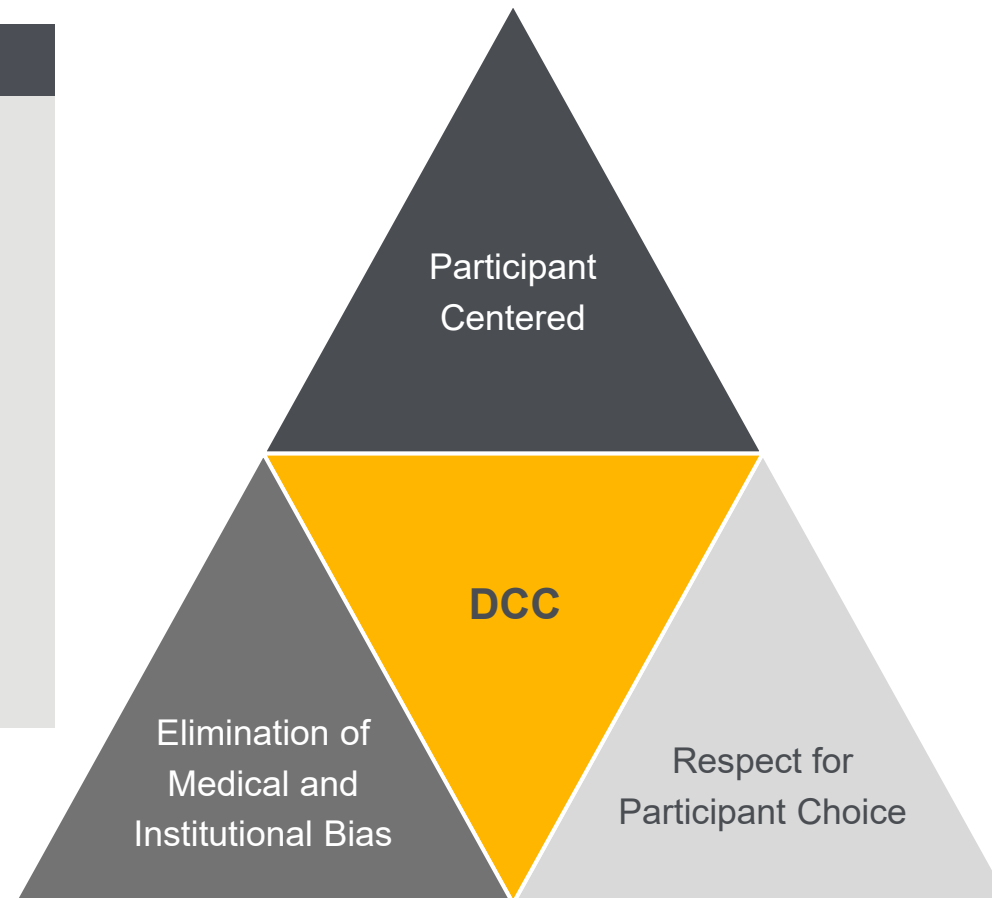 Participant
Centered
DCC
Elimination of
Medical and
Institutional Bias
Respect for
Participant Choice